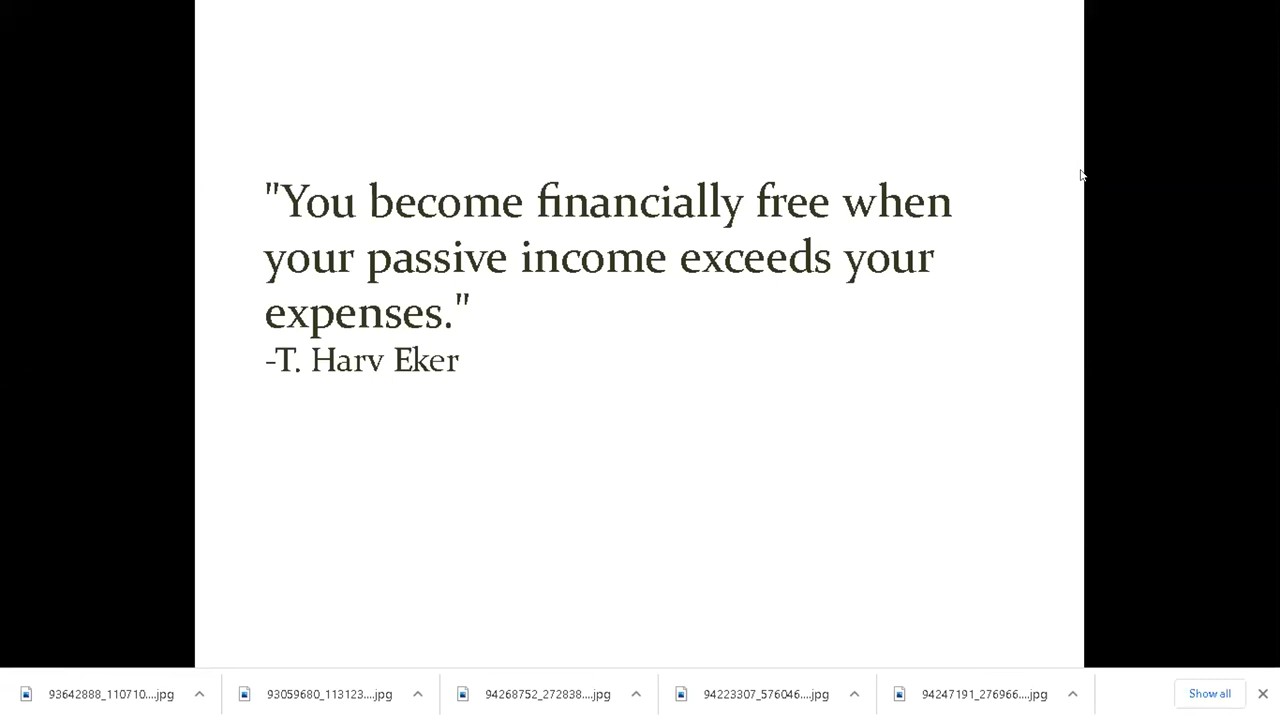 "You become financially free when
your passive income exceeds your
expenses."
-T. Harv Eker
93642888_110710....jpg
93059680_113123....jpg
94268752_272838....jpg
94223307_576046....jpg
94247191_276966....jpg
Show all